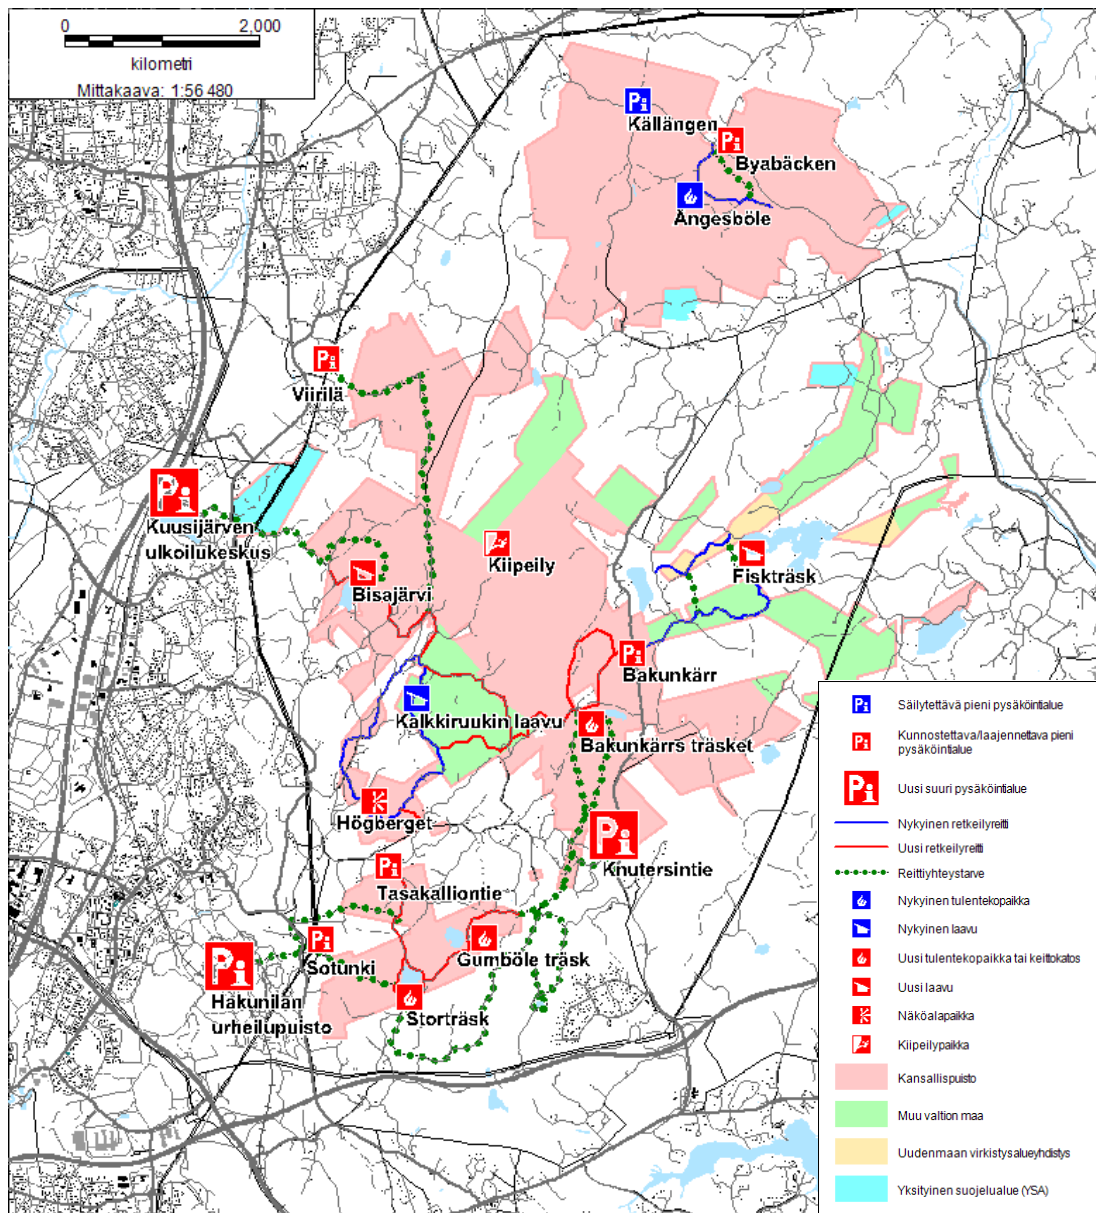 0 2,000
kilometri
Mittakaava: 1:56 480
Källängen
Byabäcken
Ängesböle
Viirilä
Kuusijärven
ulkoilukeskus
Kiipeily
Bisajärvi
Fiskträsk
Bakunkärr
Kalkkiruukin laavu
Bakunkärrs träsket
Högberget
Knutersintie
Tasakalliontie
Sotunki
Gumböle träsk
Hakunilan
urheilupuisto
Storträsk
Säilytettävä pieni pysäköintialue
Kunnostettava/laajennettava pieni
pysäköintialue
Uusi suuri pysäköintialue
Nykyinen retkeilyreitti
Uusi retkeilyreitti
Reittiyhteystarve
Nykyinen tulentekopaikka
Nykyinen laavu
Uusi tulentekopaikka tai keittokatos
Uusi laavu
Näköalapaikka
Kiipeilypaikka
Kansallispuisto
Muu valtion maa
Uudenmaan virkistysalueyhdistys
Yksityinen suojelualue (YSA)